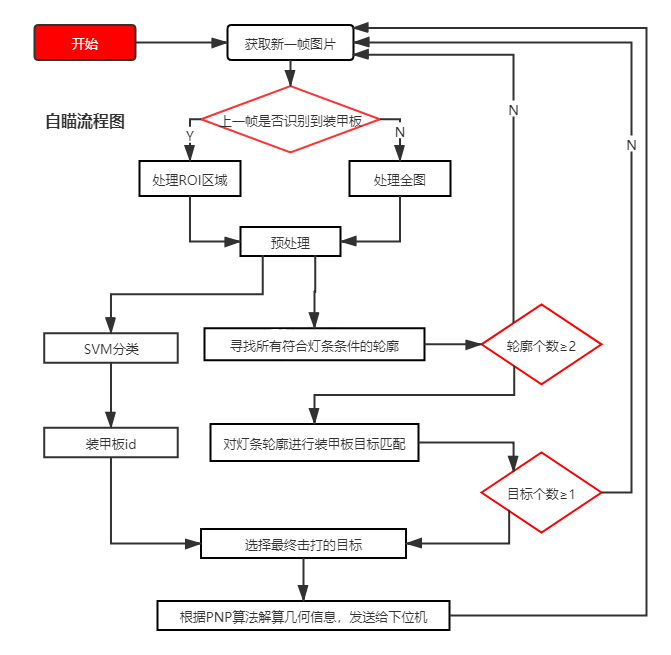 开始
获取新一帧图片
自瞄流程图
上一帧是否识别到装甲板
Y
N
N
N
处理ROI区域
处理全图
预处理
SVM分类
寻找所有符合灯条条件的轮廓
轮廓个数≥2
装甲板id
对灯条轮廓进行装甲板目标匹配
目标个数≥1
选择最终击打的目标
根据PNP算法解算几何信息，发送给下位机